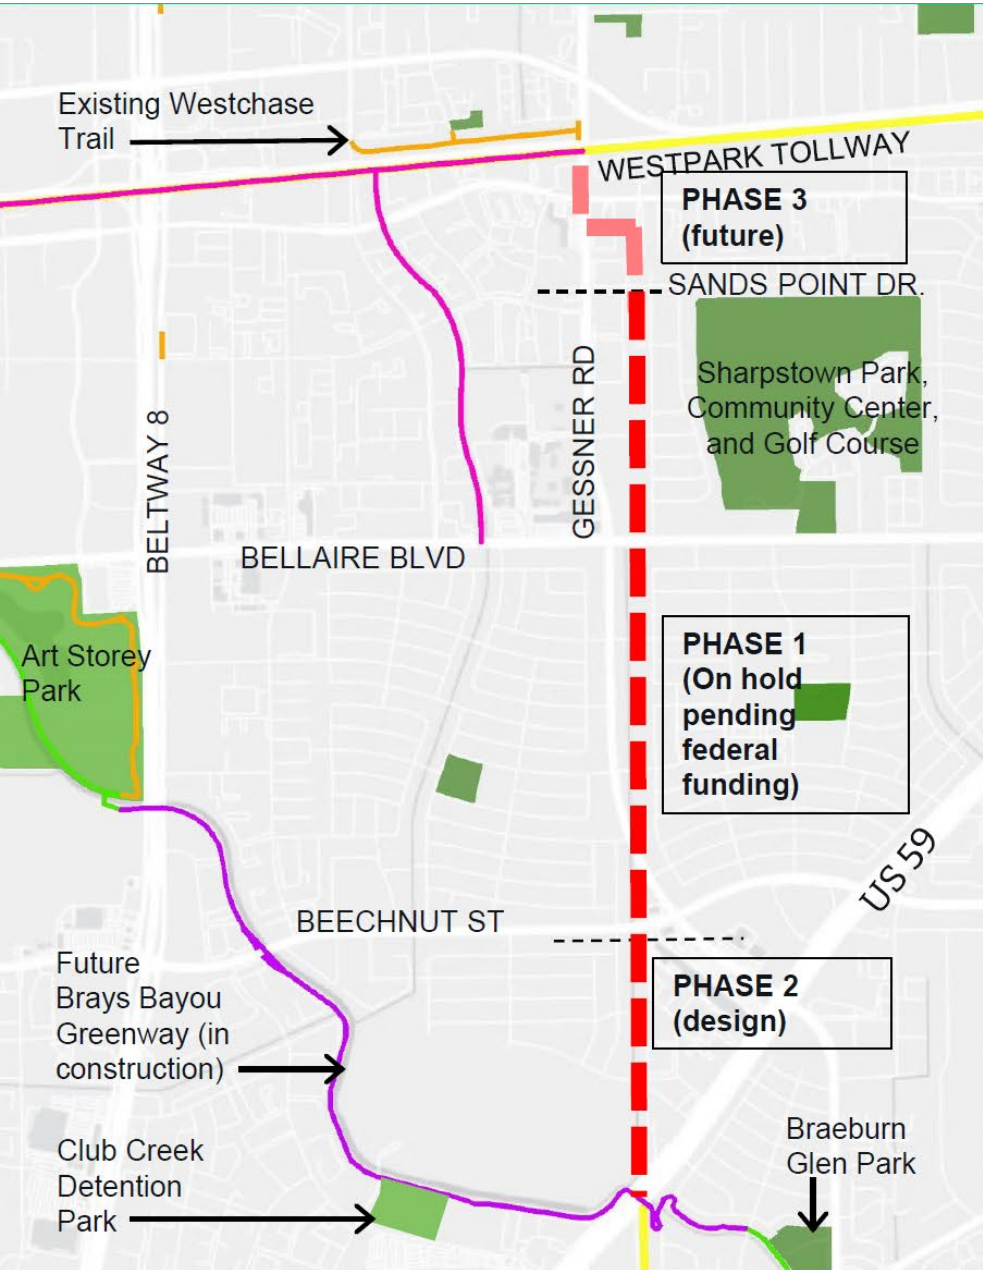 Existing Westchase
Trail
WESTPARK TOLLWAY
PHASE 3
(future)
SANDS POINT DR.
Sharpstown Park,
Community Center,
and Golf Course
GESSNER RD
BELTWAY 8
BELLAIRE BLVD
Art Storey
Park
PHASE 1
(On hold
pending
federal
funding)
US 59
BEECHNUT ST
Future
Brays Bayou
Greenway (in
construction)
PHASE 2
(design)
Club Creek
Detention
Park
Braeburn
Glen Park